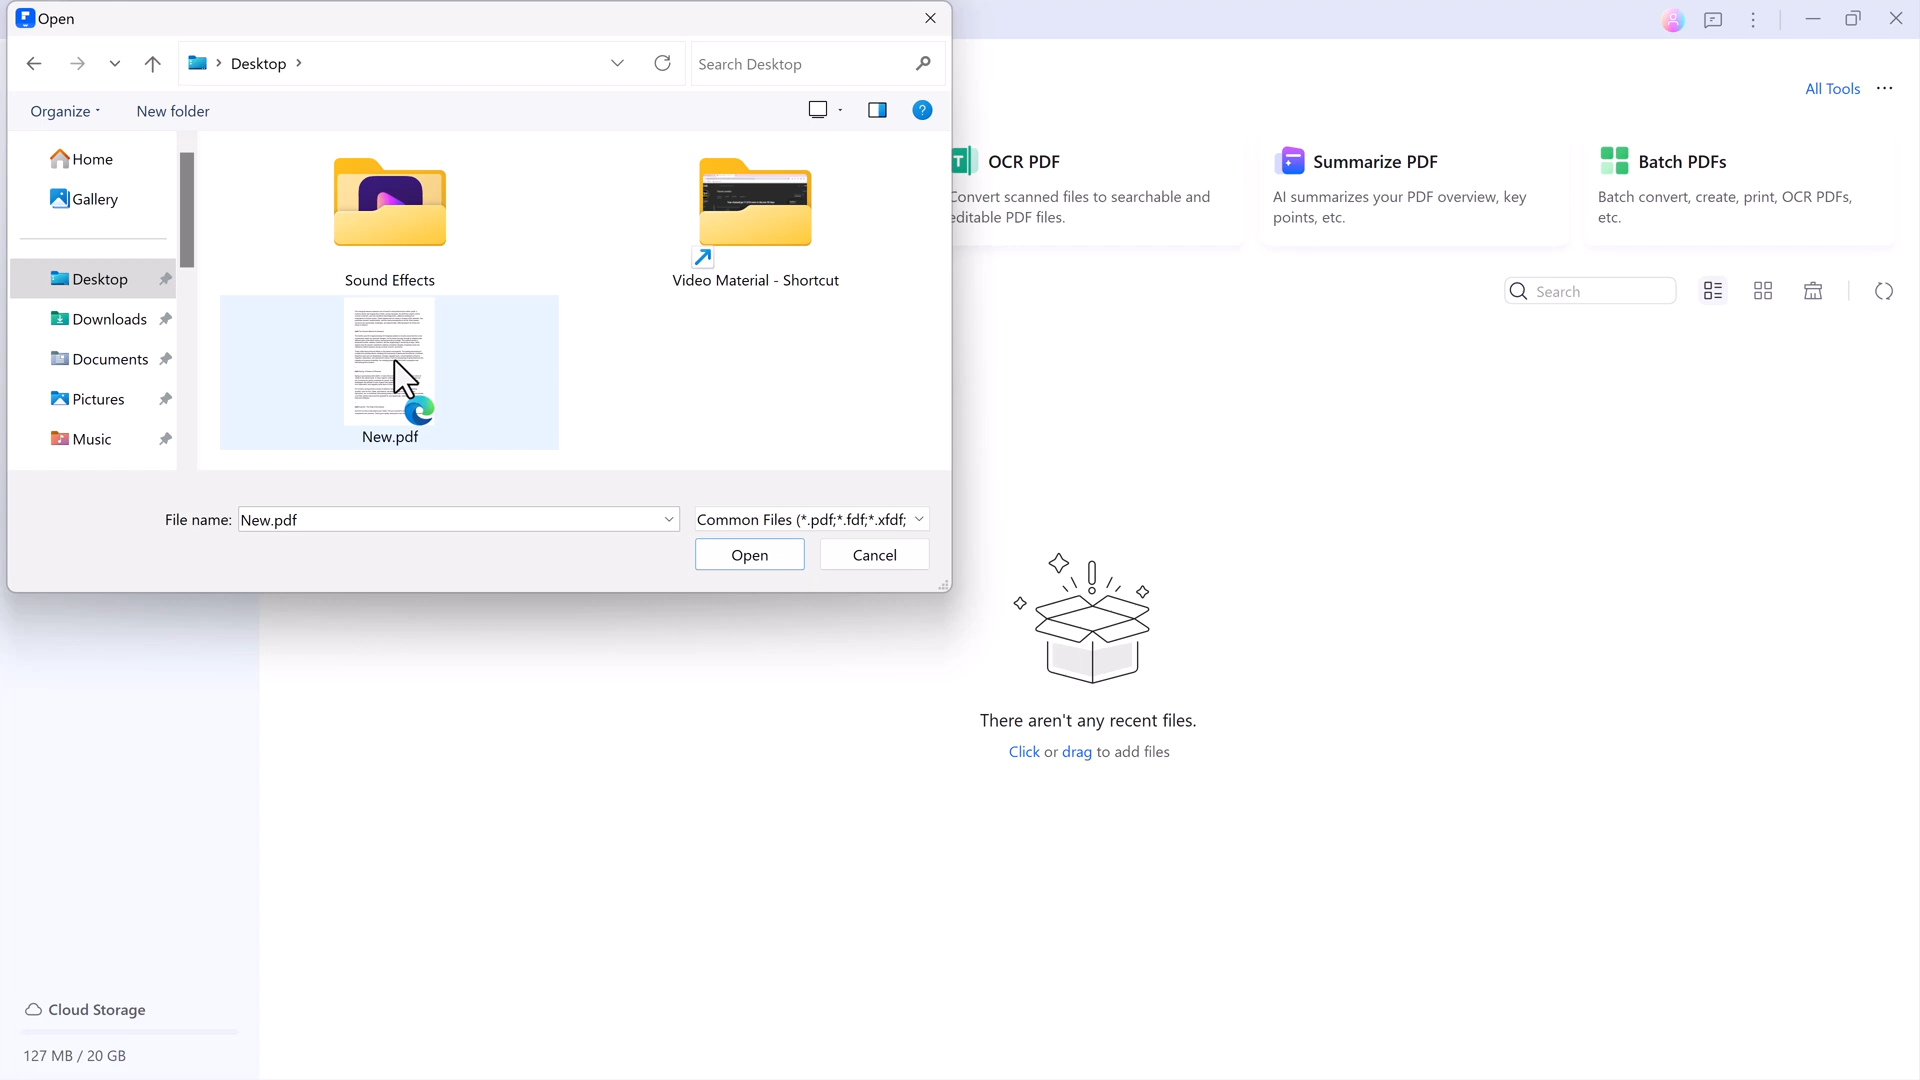 Open
Desktop
Search Desktop
All Tools
Organize
New folder
Home
Gallery
Desktop
Downloads
Documents
Pictures
Music
Sound Effects
Video Material - Shortcut
New.pdf
OCR PDF
Convert scanned files to searchable and
editable PDF files.
Summarize PDF
AI summarizes your PDF overview, key
points, etc.
Batch PDFs
Batch convert, create, print, OCR PDFs,
etc.
Search
File name: New.pdf
Common Files (*.pdf;*.fdf;*.xfdf;
Open
Cancel
There aren't any recent files.
Click or drag to add files
Cloud Storage
127 MB / 20 GB